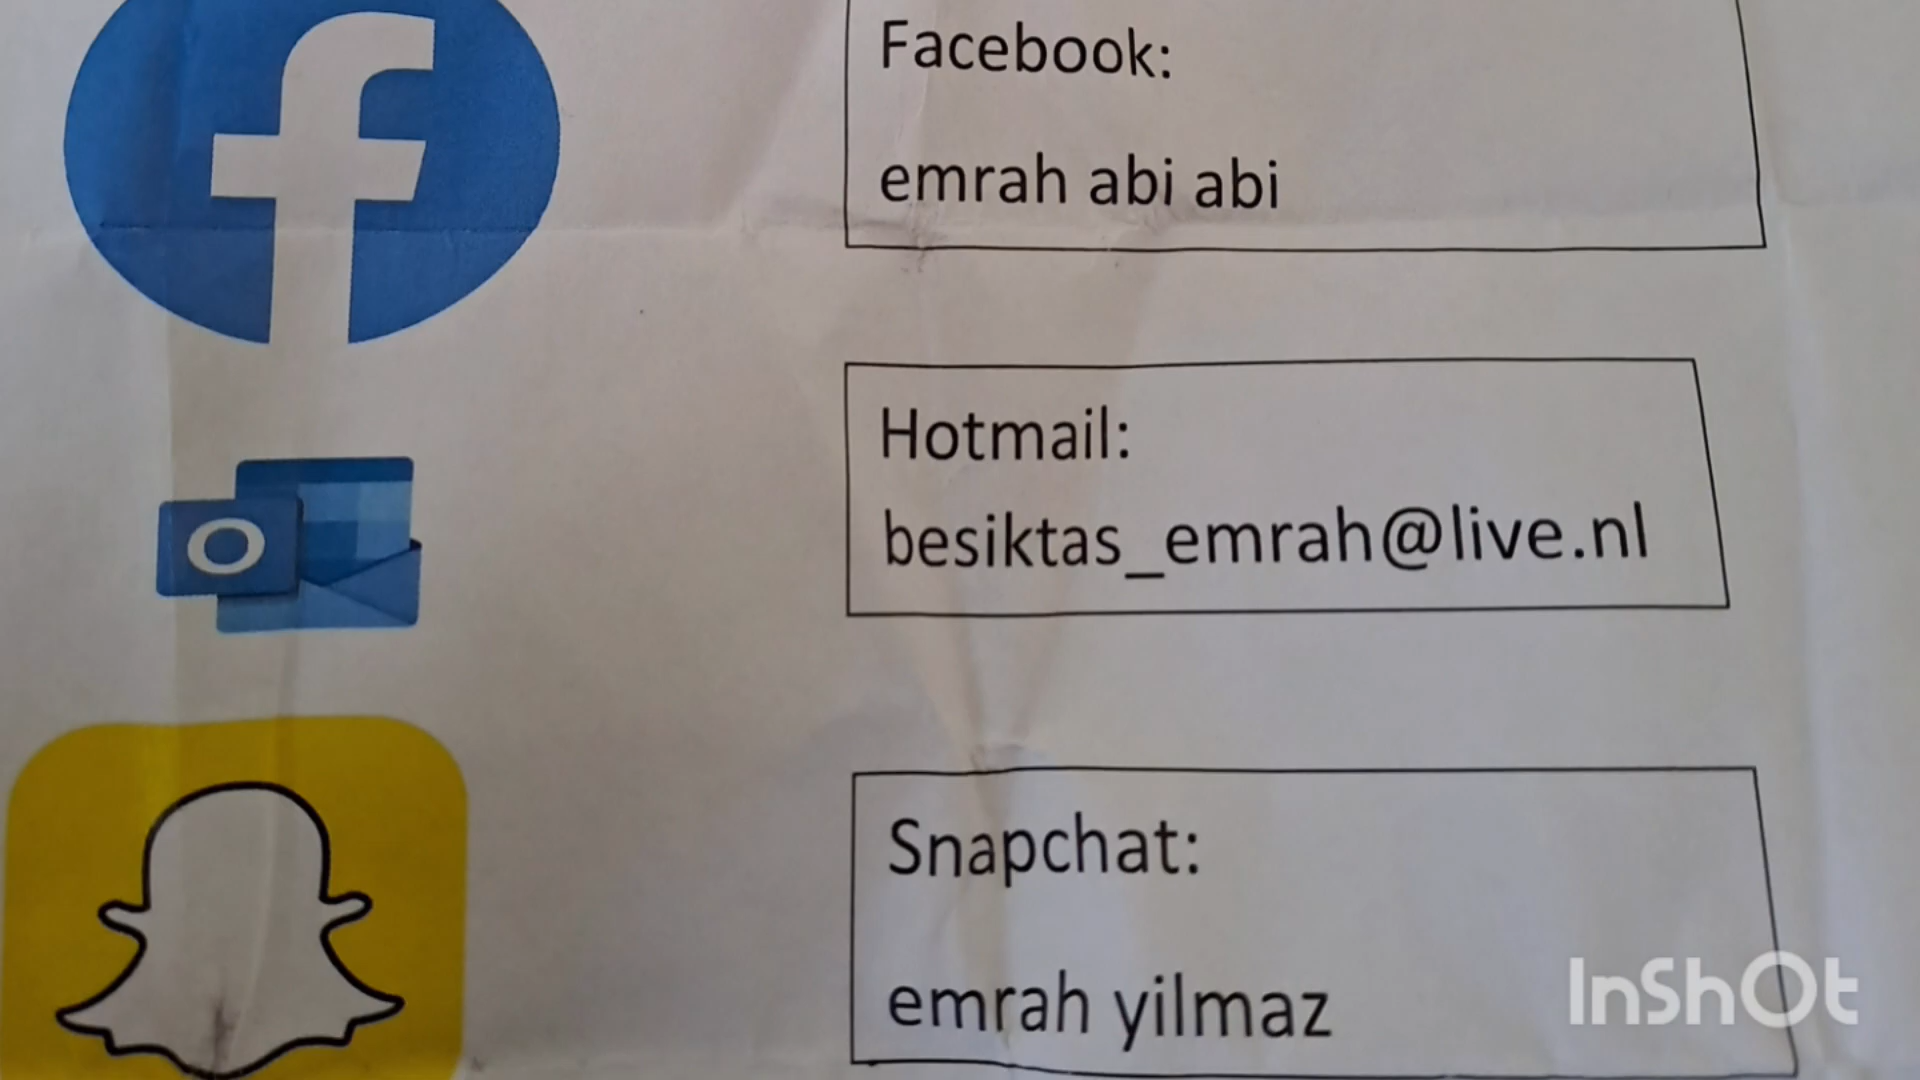 Facebook:
emrah abi abi
Hotmail:
besiktas_emrah@live.nl
Snapchat:
emrah yilmaz
InShOt